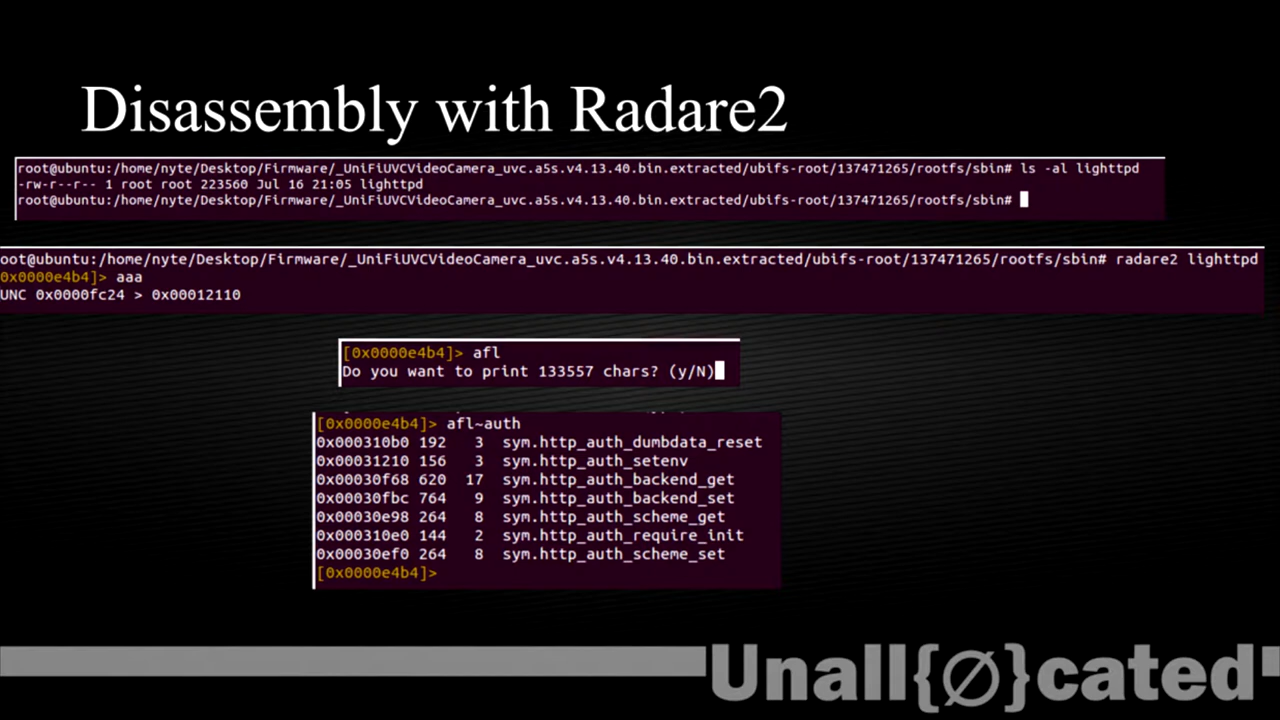 Disassembly with Radare2
root@ubuntu:/home/nyte/Desktop/Firmware/_UniFiUVCVideoCamera_uvc.a5s.v4.13.40.bin.extracted/ubifs-root/137471265/rootfs/sbin# ls -al lighttpd
-rw-r--r-- 1 root root 223560 Jul 16 21:05 lighttpd
root@ubuntu:/home/nyte/Desktop/Firmware/_UniFiUVCVideoCamera_uvc.a5s.v4.13.40.bin.extracted/ubifs-root/137471265/rootfs/sbin#
oot@ubuntu:/home/nyte/Desktop/Firmware/_UniFiUVCVideoCamera_uvc.a5s.v4.13.40.bin.extracted/ubifs-root/137471265/rootfs/sbin# radare2 lighttpd
0x0000e4b4]> aaa
UNC 0x0000fc24 > 0x00012110
[0x0000e4b4]> afl
Do you want to print 133557 chars? (y/N)
[0x0000e4b4]> afl~auth
0x000310b0 192 3 sym.http_auth_dumbdata_reset
0x00031210 156 3 sym.http_auth_setenv
0x00030f68 620 17 sym.http_auth_backend_get
0x00030fbc 764 9 sym.http_auth_backend_set
0x00030e98 264 8 sym.http_auth_scheme_get
0x000310e0 144 2 sym.http_auth_require_init
0x00030ef0 264 8 sym.http_auth_scheme_set
[0x0000e4b4]>
Unall{Ø}cated